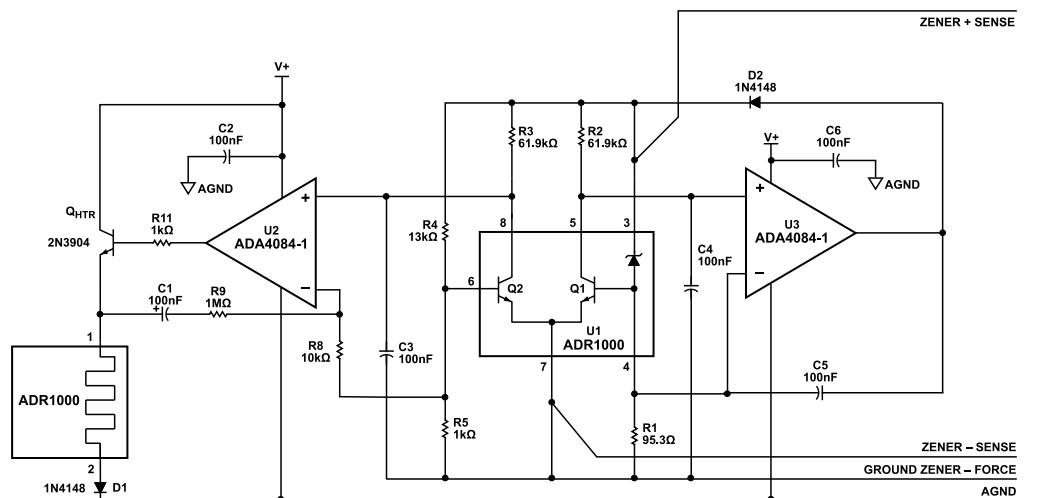 ZENER + SENSE
V+
D2
1N4148
C2
100nF
AGND
R3
61.9kΩ
R2
61.9kΩ
V+
C6
100nF
AGND
QHTR
2N3904
R11
1kΩ
+
U2
ADA4084-1
–
R4
13kΩ
8
5
3
+
U3
ADA4084-1
–
6
Q2
Q1
C4
100nF
C1
100nF
+
R9
1MΩ
U1
ADR1000
1
R8
10kΩ
C3
100nF
7
4
C5
100nF
ADR1000
R5
1kΩ
R1
95.3Ω
2
1N4148
D1
ZENER – SENSE
GROUND ZENER – FORCE
AGND